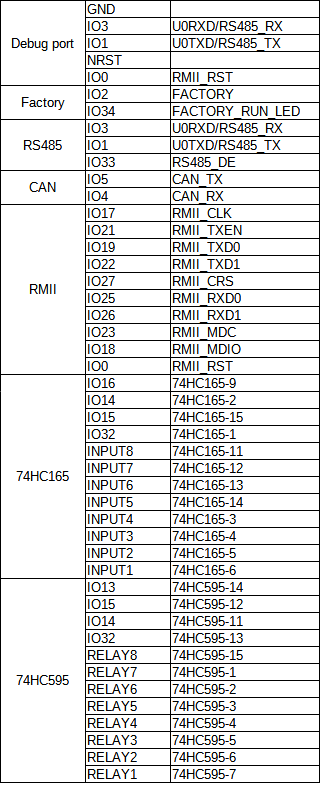 Debug port
GND
IO3 U0RXD/RS485_RX
IO1 U0TXD/RS485_TX
NRST
IO0 RMII_RST
Factory
IO2 FACTORY
IO34 FACTORY_RUN_LED
RS485
IO3 U0RXD/RS485_RX
IO1 U0TXD/RS485_TX
IO33 RS485_DE
CAN
IO5 CAN_TX
IO4 CAN_RX
RMII
IO17 RMII_CLK
IO21 RMII_TXEN
IO19 RMII_TXD0
IO22 RMII_TXD1
IO27 RMII_CRS
IO25 RMII_RXD0
IO26 RMII_RXD1
IO23 RMII_MDC
IO18 RMII_MDIO
IO0 RMII_RST
74HC165
IO16 74HC165-9
IO14 74HC165-2
IO15 74HC165-15
IO32 74HC165-1
INPUT8 74HC165-11
INPUT7 74HC165-12
INPUT6 74HC165-13
INPUT5 74HC165-14
INPUT4 74HC165-3
INPUT3 74HC165-4
INPUT2 74HC165-5
INPUT1 74HC165-6
74HC595
IO13 74HC595-14
IO15 74HC595-12
IO14 74HC595-11
IO32 74HC595-13
RELAY8 74HC595-15
RELAY7 74HC595-1
RELAY6 74HC595-2
RELAY5 74HC595-3
RELAY4 74HC595-4
RELAY3 74HC595-5
RELAY2 74HC595-6
RELAY1 74HC595-7